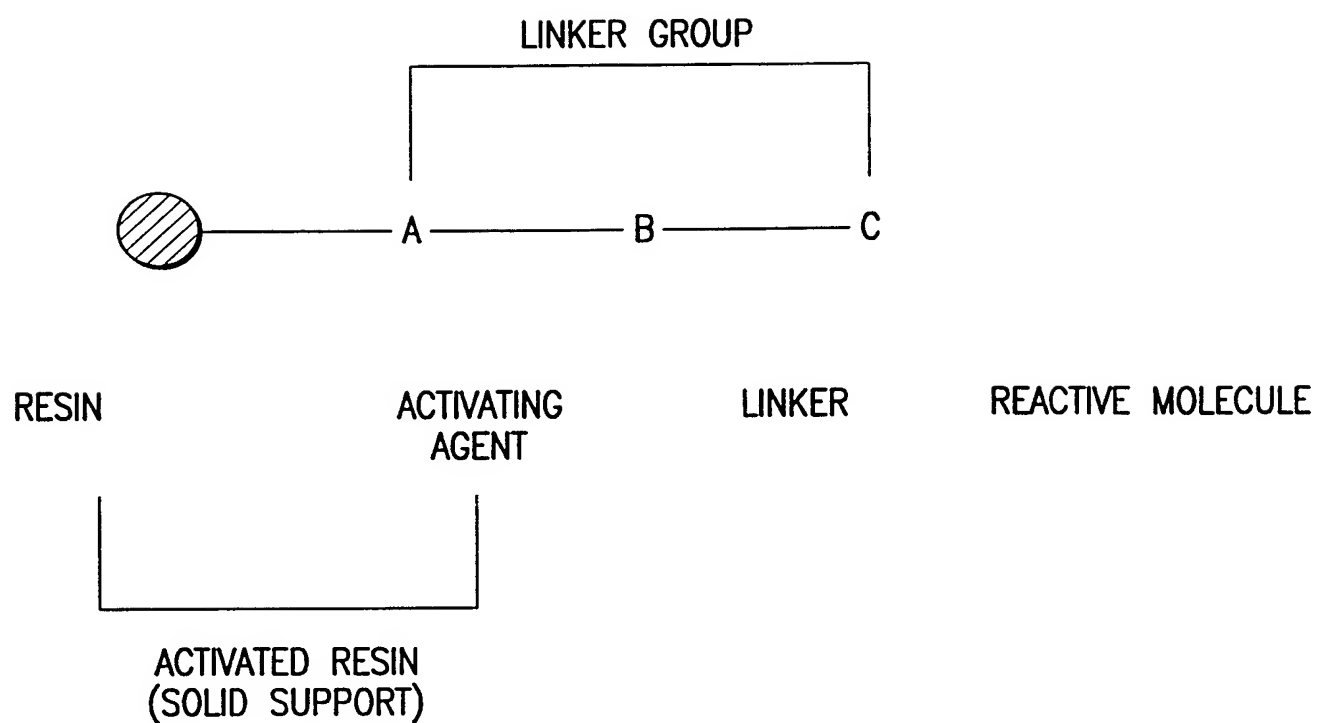 LINKER GROUP
A B C
RESIN ACTIVATING AGENT LINKER REACTIVE MOLECULE
ACTIVATED RESIN
(SOLID SUPPORT)